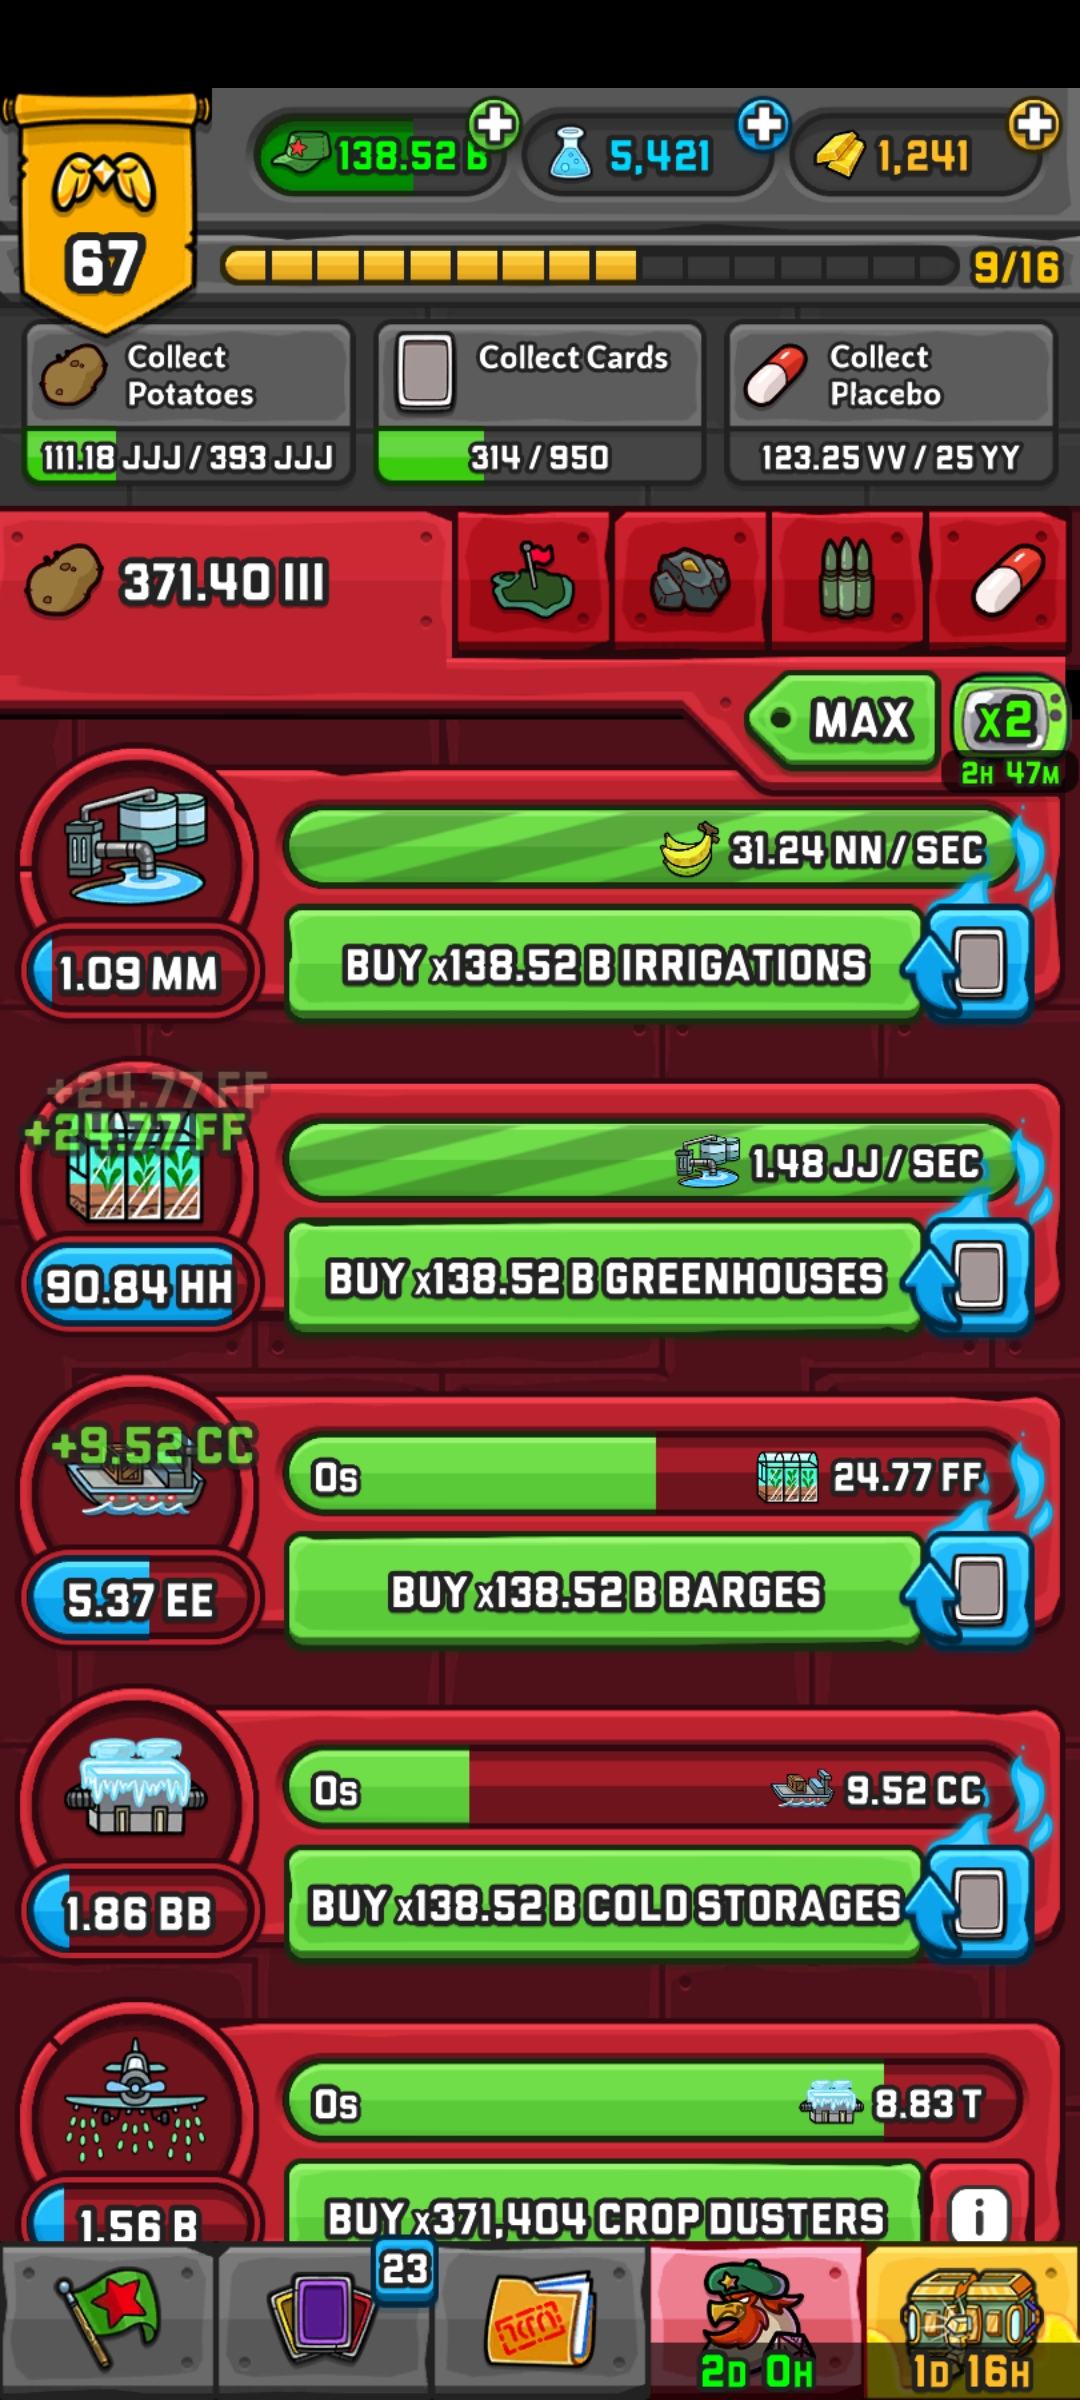 138.52 B
5,421
1,241
67
9/16
Collect
Potatoes
111.18 JJJ / 393 JJJ
Collect Cards
314 / 950
Collect
Placebo
123.25 VV / 25 YY
371.40 III
MAX
x2
2H 47M
31.24 NN / SEC
BUY x138.52 B IRRIGATIONS
1.09 MM
+24.77 FF
+24.77 FF
1.48 JJ / SEC
BUY x138.52 B GREENHOUSES
90.84 HH
+9.52 CC
0s
24.77 FF
BUY x138.52 B BARGES
5.37 EE
0s
9.52 CC
BUY x138.52 B COLD STORAGES
1.86 BB
0s
8.83 T
BUY x371,404 CROP DUSTERS
i
1.56 B
23
2D 0H
1D 16H